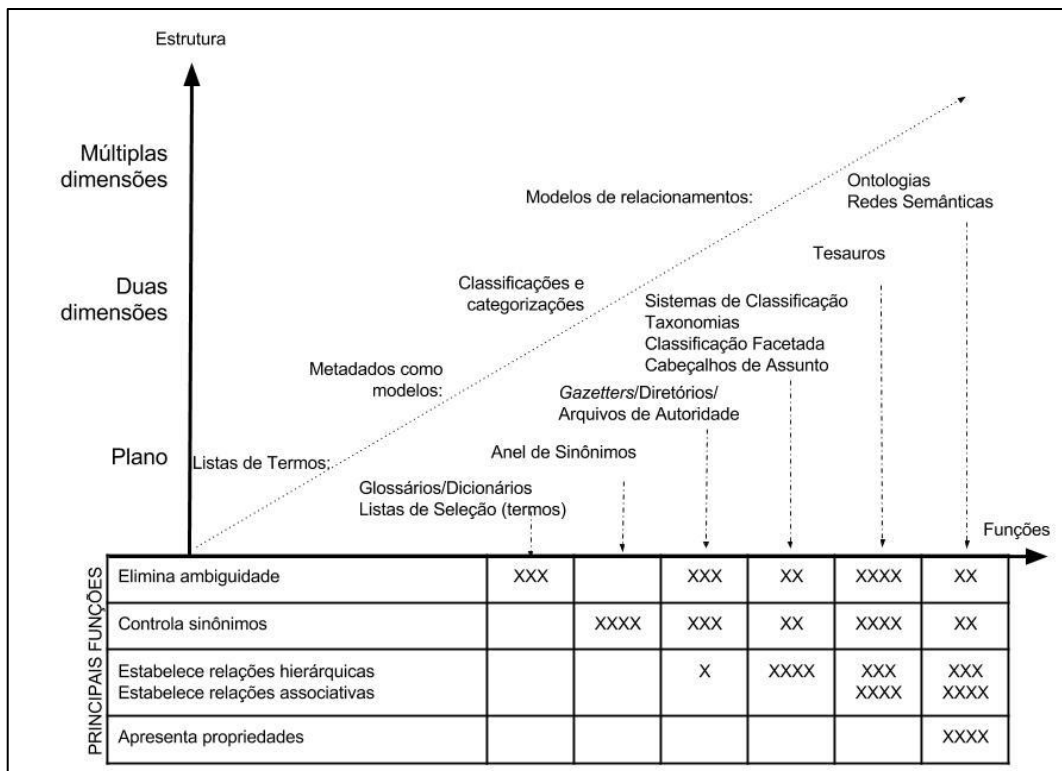 Estrutura
Múltiplas
dimensões
Ontologias
Redes Semânticas
Modelos de relacionamentos:
Tesauros
Duas
dimensões
Classificações e
categorizações
Sistemas de Classificação
Taxonomias
Classificação Facetada
Cabeçalhos de Assunto
Metadados como
modelos:
Gazetters/Diretórios/
Arquivos de Autoridade
Plano
Listas de Termos:
Anel de Sinônimos
Glossários/Dicionários
Listas de Seleção (termos)
Funções
PRINCIPAIS FUNÇÕES
Elimina ambiguidade XXX XXX XX XXXX XX
Controla sinônimos XXXX XXX XX XXXX XX
Estabelece relações hierárquicas X XXXX XXX XXX
Estabelece relações associativas XXXX XXXX
Apresenta propriedades XXXX